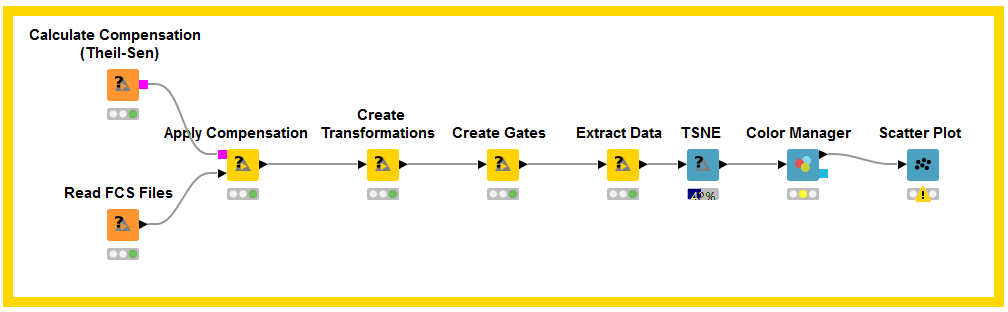 Calculate Compensation
(Theil-Sen)
Create
Apply Compensation
Transformations
Create Gates
Extract Data
TSNE
Color Manager
Scatter Plot
Read FCS Files